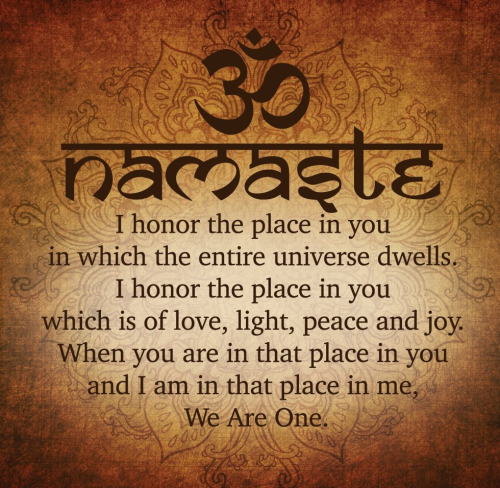 ॐ
namaste
I honor the place in you
in which the entire universe dwells.
I honor the place in you
which is of love, light, peace and joy.
When you are in that place in you
and I am in that place in me,
We Are One.